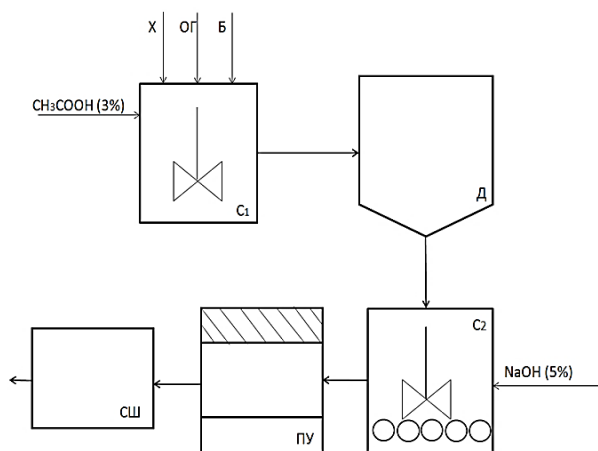 Х ОГ Б
CH₃COOH (3%)
С₁
Д
С₂
NaOH (5%)
ПУ
СШ